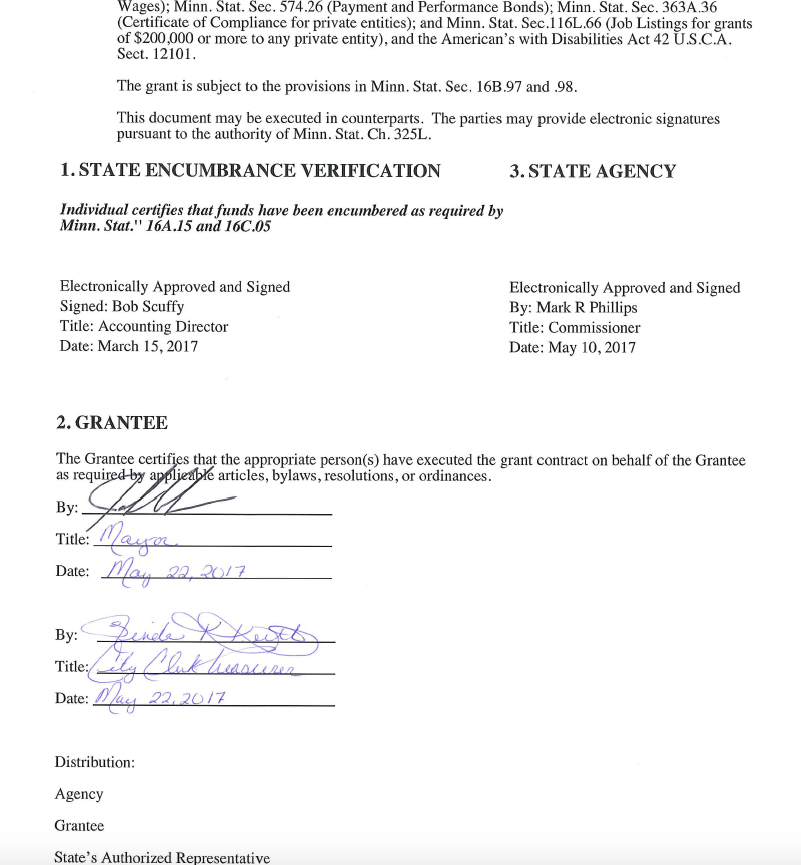 Wages); Minn. Stat. Sec. 574.26 (Payment and Performance Bonds); Minn. Stat. Sec. 363A.36
(Certificate of Compliance for private entities); and Minn. Stat. Sec.116L.66 (Job Listings for grants
of $200,000 or more to any private entity), and the American's with Disabilities Act 42 U.S.C.A.
Sect. 12101.
The grant is subject to the provisions in Minn. Stat. Sec. 16B.97 and .98.
This document may be executed in counterparts. The parties may provide electronic signatures
pursuant to the authority of Minn. Stat. Ch. 325L.
1. STATE ENCUMBRANCE VERIFICATION
Individual certifies that funds have been encumbered as required by
Minn. Stat." 16A.15 and 16C.05
Electronically Approved and Signed
Signed: Bob Scuffy
Title: Accounting Director
Date: March 15, 2017
3. STATE AGENCY
Electronically Approved and Signed
By: Mark R Phillips
Title: Commissioner
Date: May 10, 2017
2. GRANTEE
The Grantee certifies that the appropriate person(s) have executed the grant contract on behalf of the Grantee
as required by applicable articles, bylaws, resolutions, or ordinances.
By:
Title: Mayor
Date: May 22, 2017
By: K
Title: City Clerk Treasurer
Date: May 22, 2017
Distribution:
Agency
Grantee
State's Authorized Representative